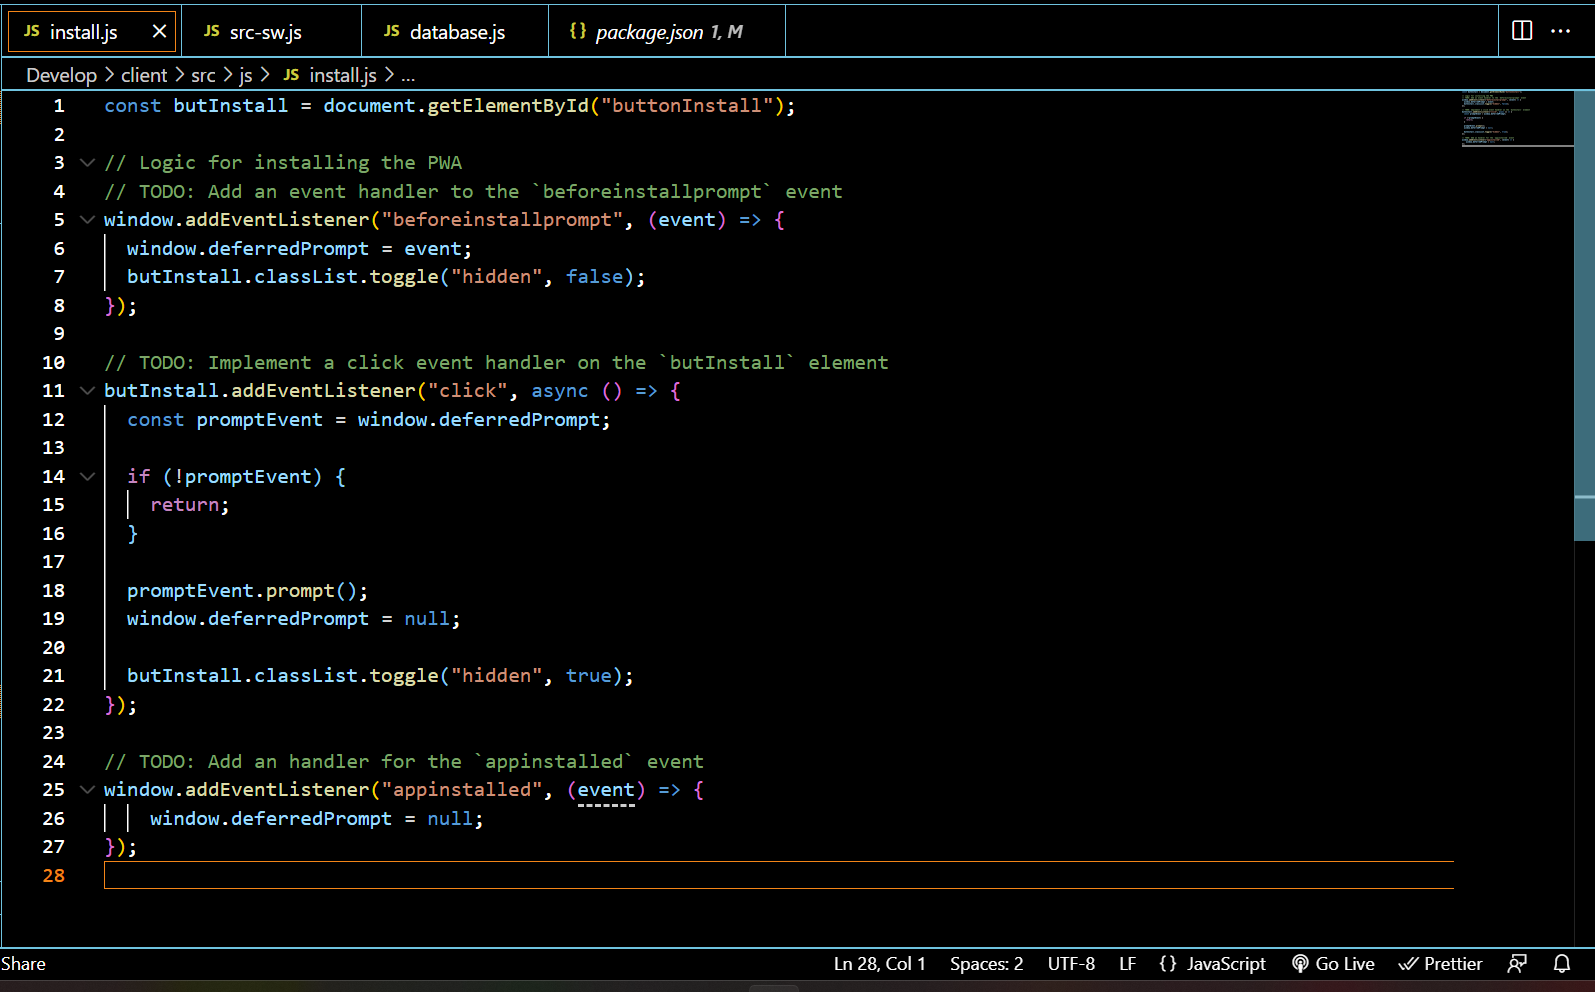 JS install.js × JS src-sw.js JS database.js {} package.json 1, M ···
Develop > client > src > js > JS install.js > ...
1 const butInstall = document.getElementById("buttonInstall");
2
3 // Logic for installing the PWA
4 // TODO: Add an event handler to the `beforeinstallprompt` event
5 window.addEventListener("beforeinstallprompt", (event) => {
6 window.deferredPrompt = event;
7 butInstall.classList.toggle("hidden", false);
8 });
9
10 // TODO: Implement a click event handler on the `butInstall` element
11 butInstall.addEventListener("click", async () => {
12 const promptEvent = window.deferredPrompt;
13
14 if (!promptEvent) {
15 return;
16 }
17
18 promptEvent.prompt();
19 window.deferredPrompt = null;
20
21 butInstall.classList.toggle("hidden", true);
22 });
23
24 // TODO: Add an handler for the `appinstalled` event
25 window.addEventListener("appinstalled", (event) => {
26 window.deferredPrompt = null;
27 });
28
Share Ln 28, Col 1 Spaces: 2 UTF-8 LF {} JavaScript Go Live Prettier